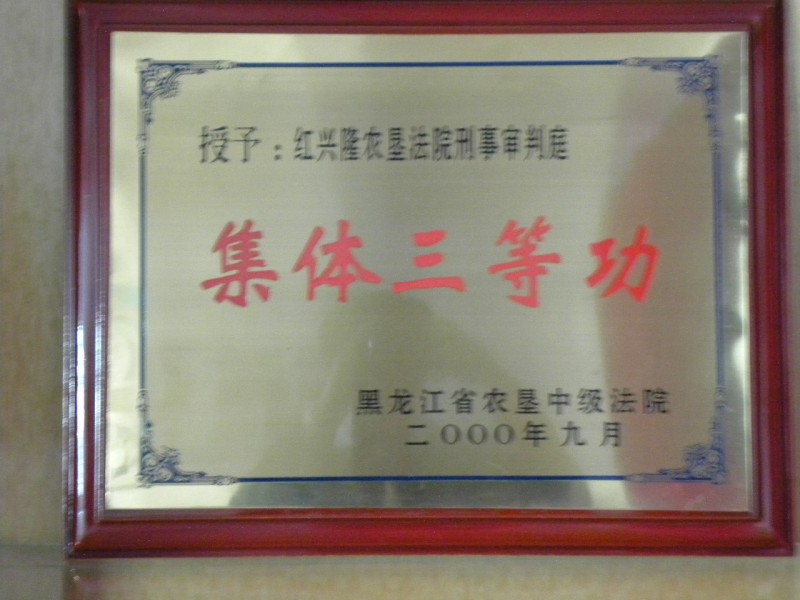 授予：红兴隆农垦法院刑事审判庭
集体三等功
黑龙江省农垦中级法院
二000年九月